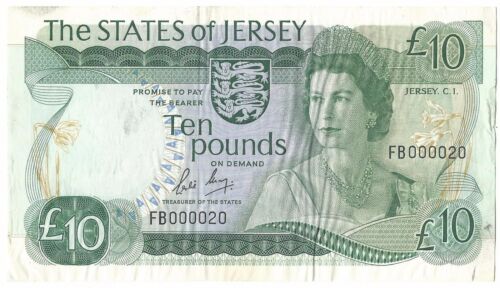 The STATES of JERSEY
£10
PROMISE TO PAY
THE BEARER
JERSEY. C.I.
Ten
pounds
ON DEMAND
FB000020
TREASURER OF THE STATES
FB000020
£10
£10